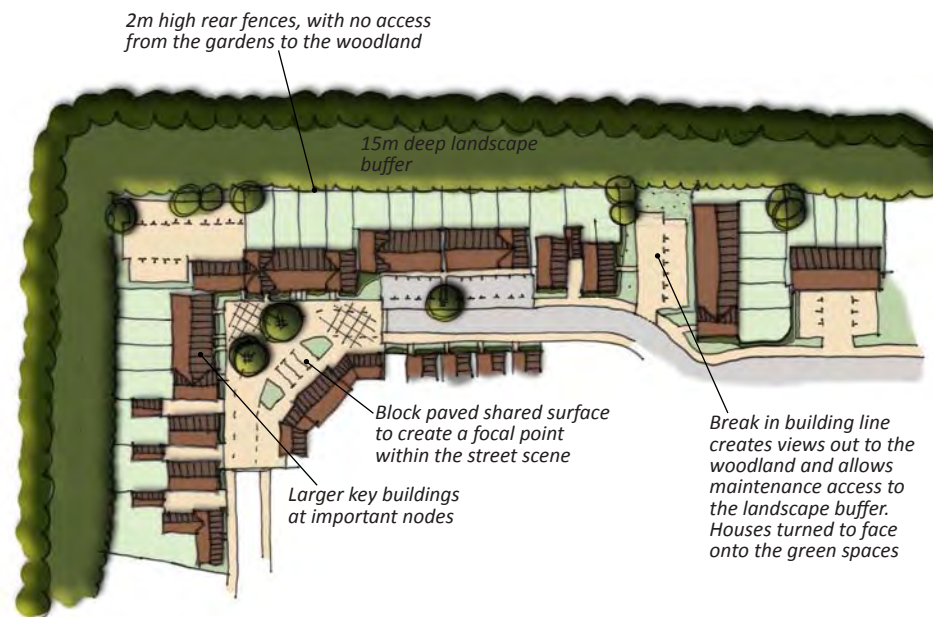 2m high rear fences, with no access
from the gardens to the woodland
15m deep landscape
buffer
Block paved shared surface
to create a focal point
within the street scene
Larger key buildings
at important nodes
Break in building line
creates views out to the
woodland and allows
maintenance access to
the landscape buffer.
Houses turned to face
onto the green spaces